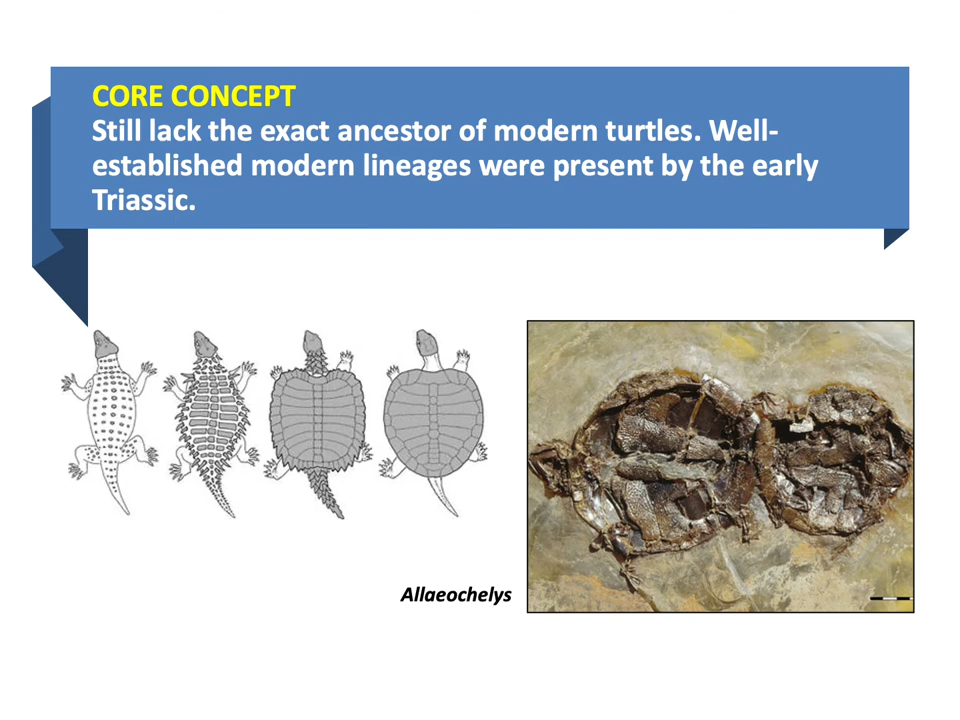 CORE CONCEPT
Still lack the exact ancestor of modern turtles. Well-
established modern lineages were present by the early
Triassic.
Allaeochelys